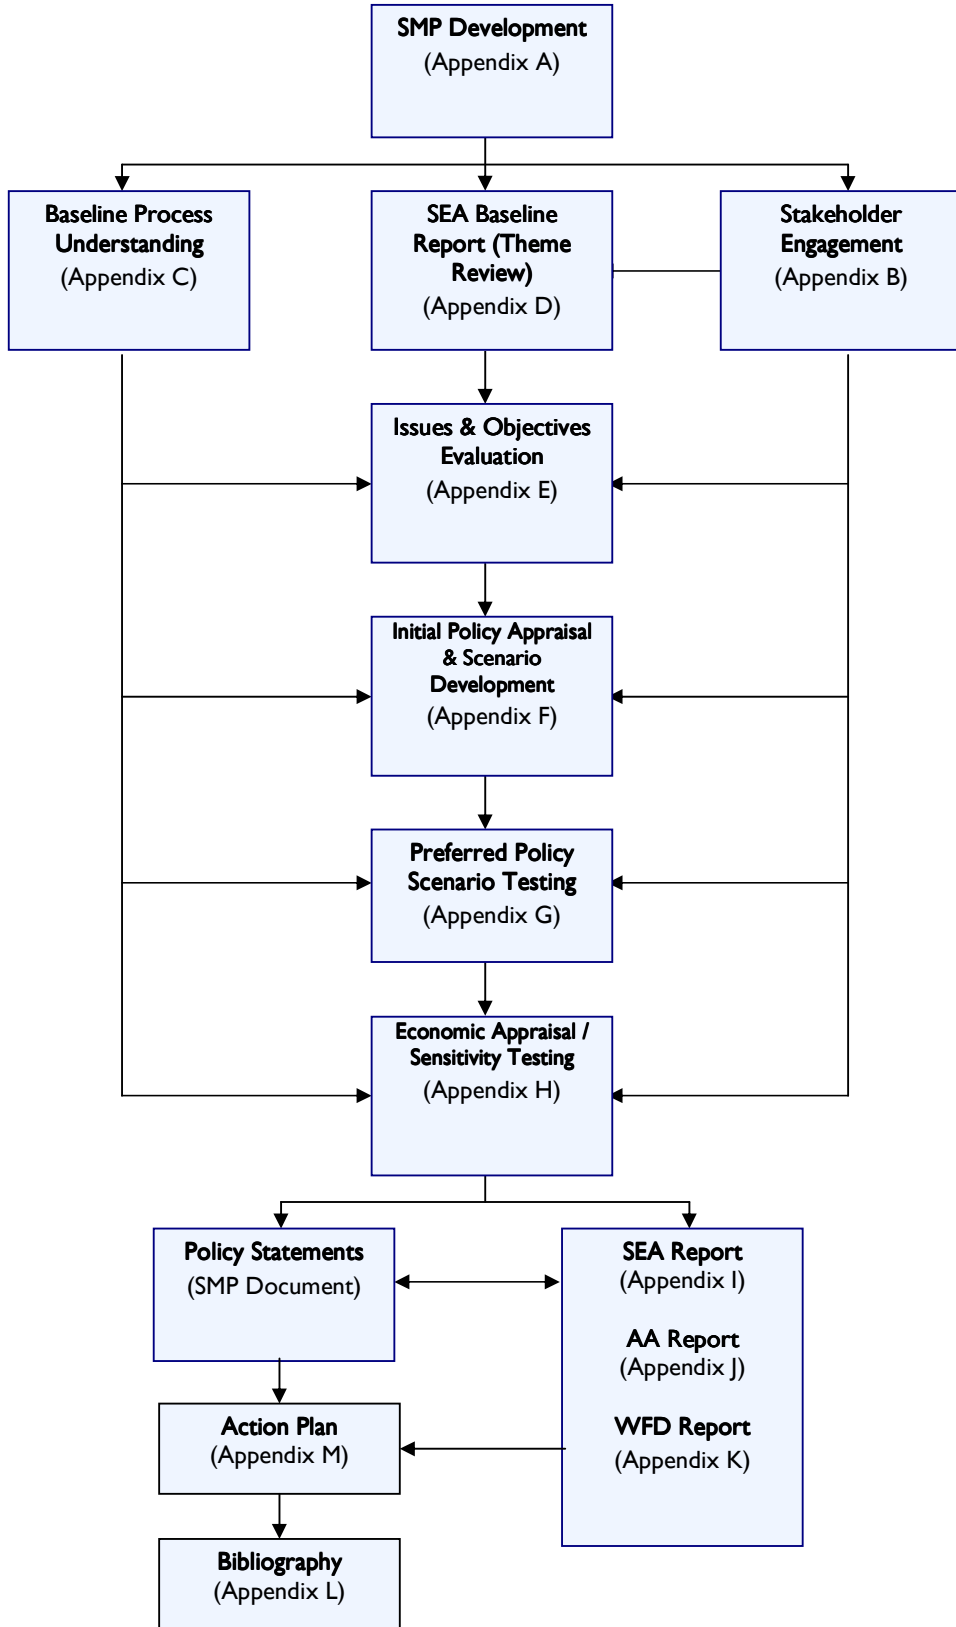 SMP Development
(Appendix A)
Baseline Process
Understanding
(Appendix C)
SEA Baseline
Report (Theme
Review)
(Appendix D)
Stakeholder
Engagement
(Appendix B)
Issues & Objectives
Evaluation
(Appendix E)
Initial Policy Appraisal
& Scenario
Development
(Appendix F)
Preferred Policy
Scenario Testing
(Appendix G)
Economic Appraisal /
Sensitivity Testing
(Appendix H)
Policy Statements
(SMP Document)
SEA Report
(Appendix I)
AA Report
(Appendix J)
WFD Report
(Appendix K)
Action Plan
(Appendix M)
Bibliography
(Appendix L)